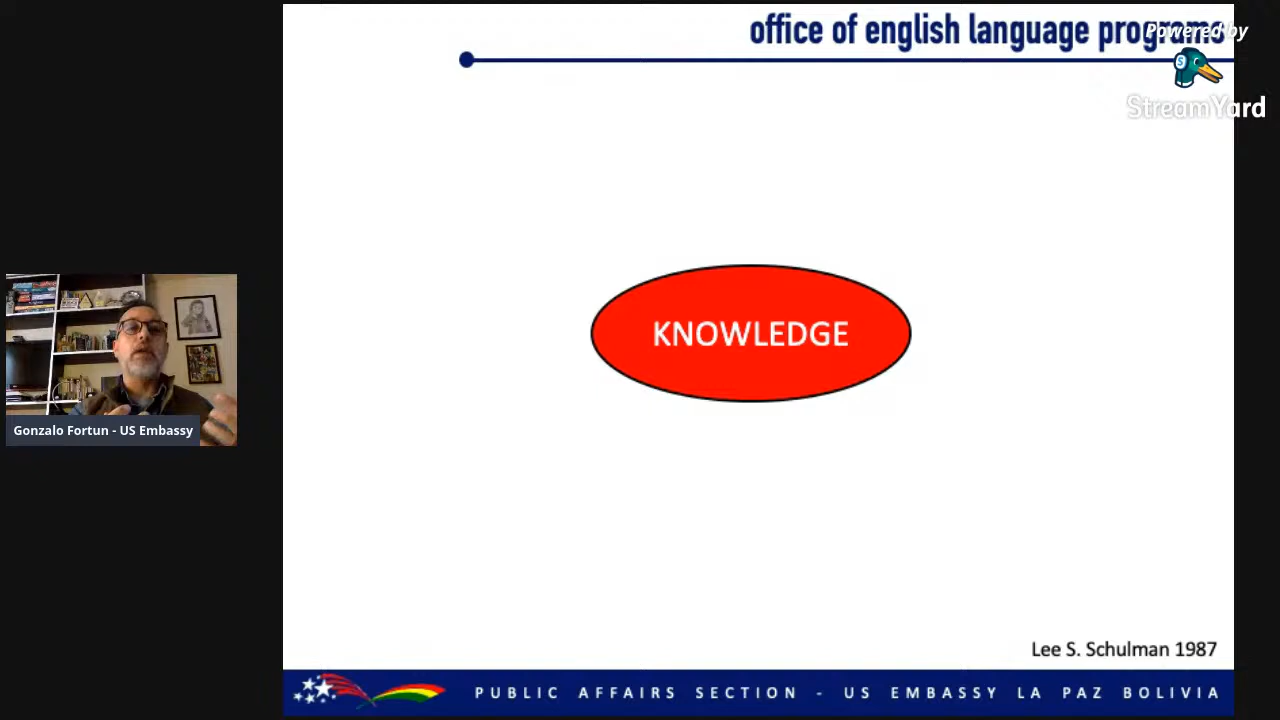 office of english language programs
Powered by
StreamYard
KNOWLEDGE
Gonzalo Fortun - US Embassy
Lee S. Schulman 1987
PUBLIC AFFAIRS SECTION - US EMBASSY LA PAZ BOLIVIA